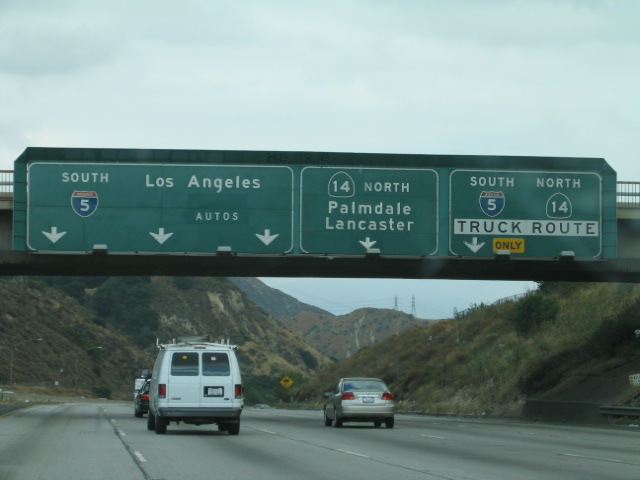 SOUTH
5
Los Angeles
AUTOS
14 NORTH
Palmdale
Lancaster
SOUTH NORTH
5 14
TRUCK ROUTE
ONLY